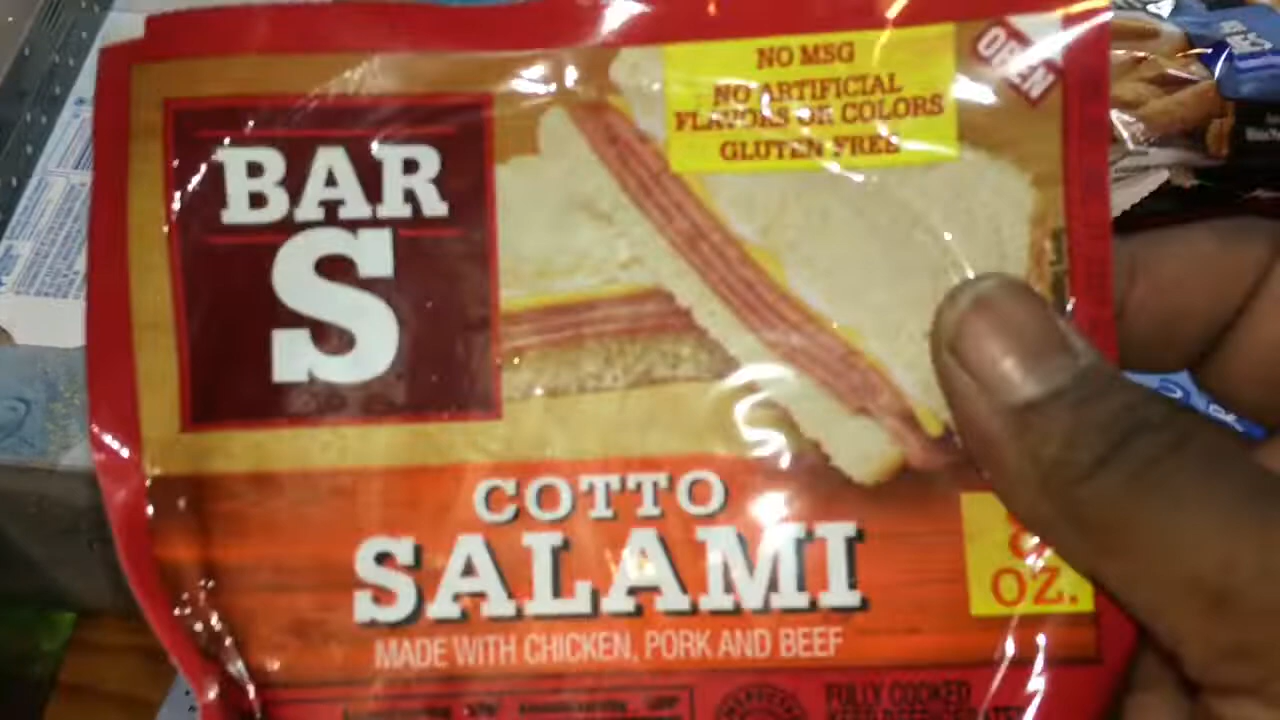 NO MSG
NO ARTIFICIAL
FLAVORS OR COLORS
GLUTEN FREE
OPEN
BAR
S
COTTO
SALAMI
OZ.
MADE WITH CHICKEN, PORK AND BEEF
FULLY COOKED